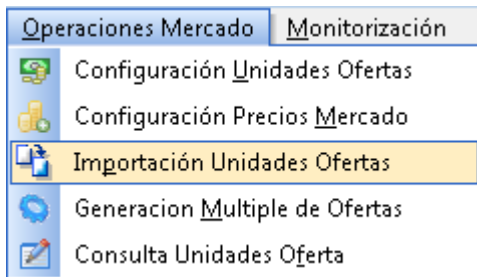 Operaciones Mercado Monitorización
Configuración Unidades Ofertas
Configuración Precios Mercado
Importación Unidades Ofertas
Generacion Multiple de Ofertas
Consulta Unidades Oferta